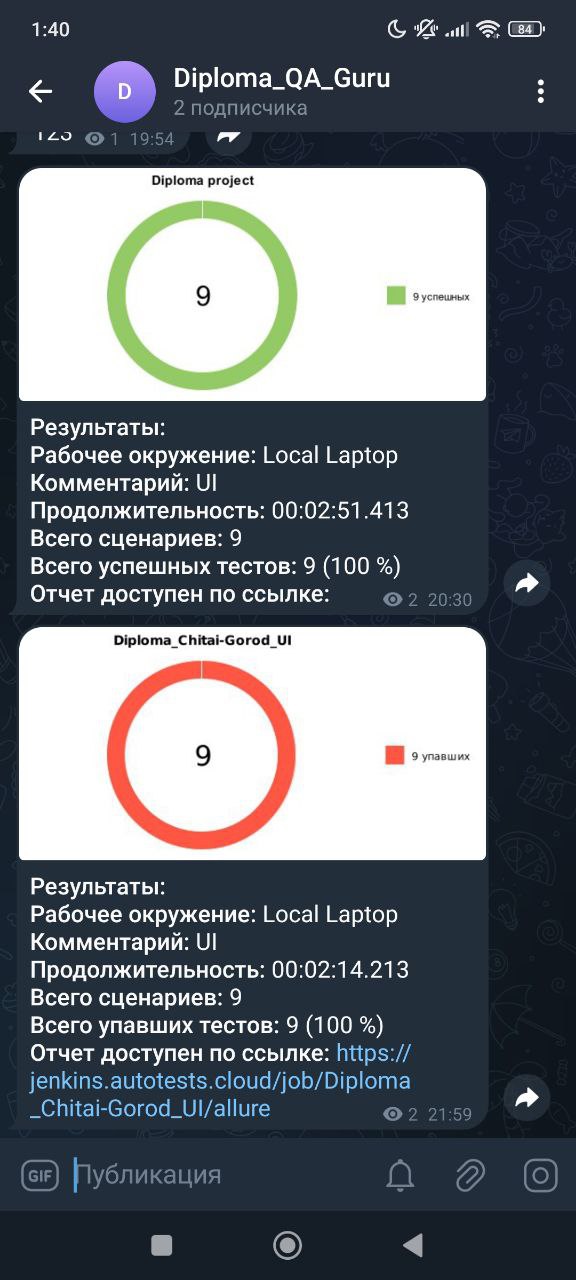 1:40
84
D
Diploma_QA_Guru
2 подписчика
123 1 19:54
Diploma project
9
9 успешных
Результаты:
Рабочее окружение: Local Laptop
Комментарий: UI
Продолжительность: 00:02:51.413
Всего сценариев: 9
Всего успешных тестов: 9 (100 %)
Отчет доступен по ссылке: 2 20:30
Diploma_Chitai-Gorod_UI
9
9 упавших
Результаты:
Рабочее окружение: Local Laptop
Комментарий: UI
Продолжительность: 00:02:14.213
Всего сценариев: 9
Всего упавших тестов: 9 (100 %)
Отчет доступен по ссылке: https://
jenkins.autotests.cloud/job/Diploma
_Chitai-Gorod_UI/allure 2 21:59
GIF Публикация